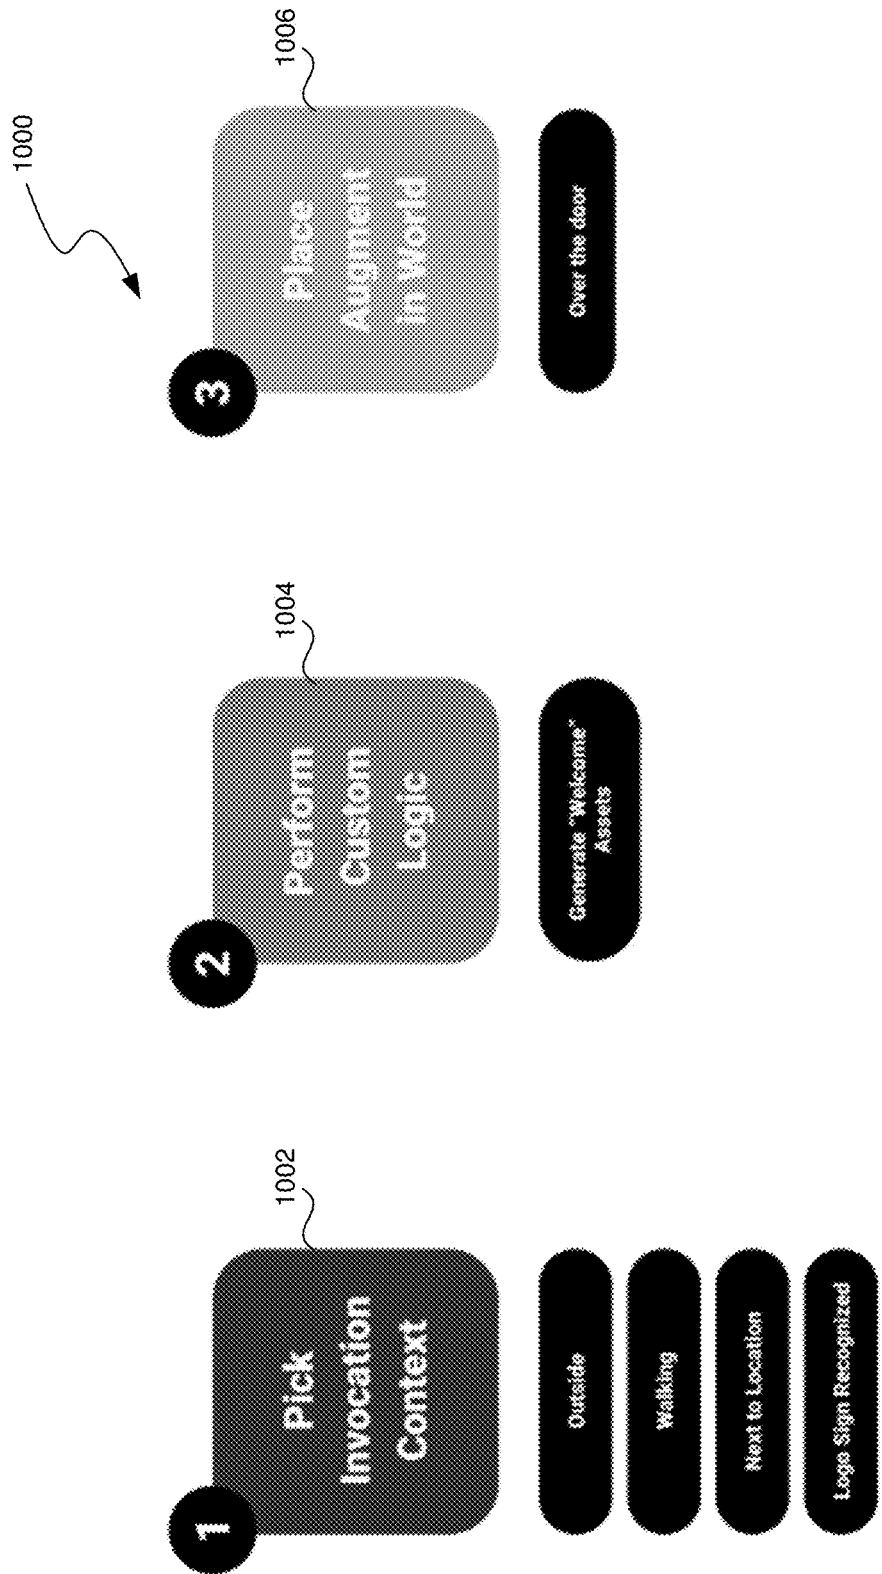 1000
1
Pick
Invocation
Context
1002
Outside
Walking
Next to Location
Logo Sign Recognized
2
Perform
Custom
Logic
1004
Generate "Welcome"
Assets
3
Place
Augment
in World
1006
Over the door